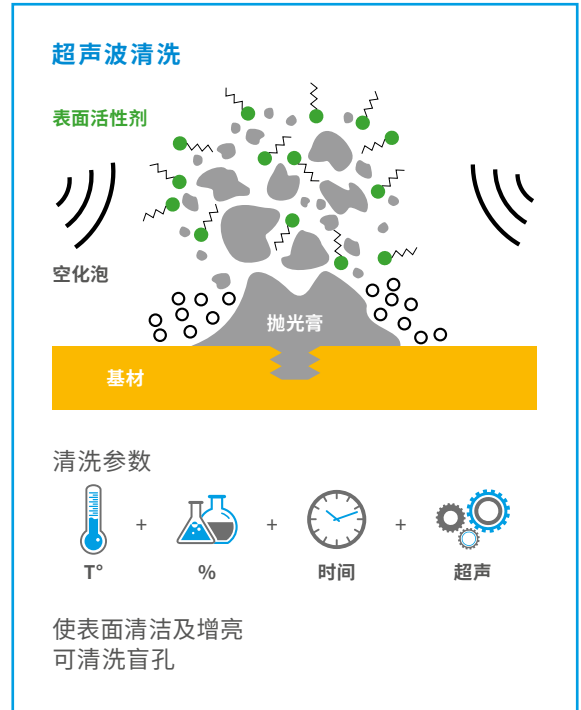 超声波清洗
表面活性剂
空化泡
抛光膏
基材
清洗参数
+ + +
T° % 时间 超声
使表面清洁及增亮
可清洗盲孔